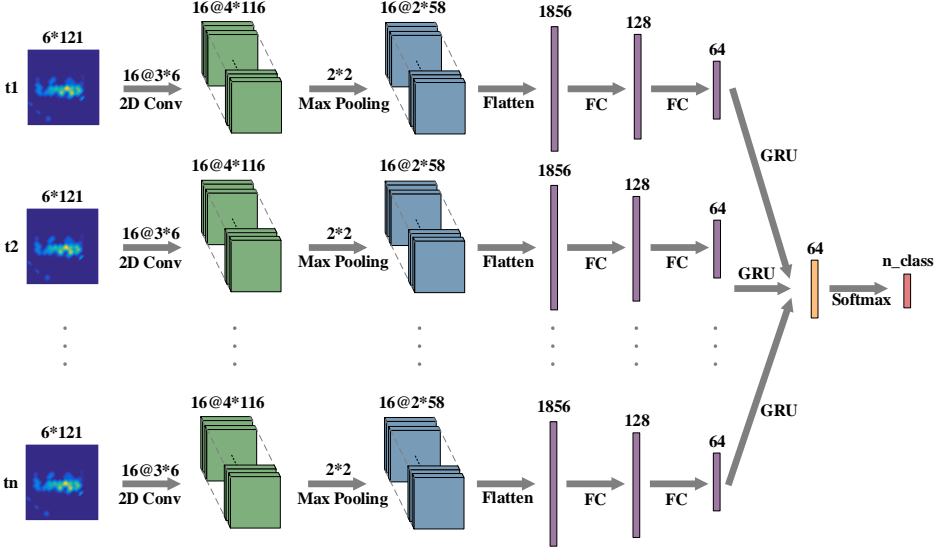 t1
6*121
16@3*6
2D Conv
16@4*116
2*2
Max Pooling
16@2*58
Flatten
1856
FC
128
FC
64
GRU
t2
6*121
16@3*6
2D Conv
16@4*116
2*2
Max Pooling
16@2*58
Flatten
1856
FC
128
FC
64
GRU
64
Softmax
n_class
tn
6*121
16@3*6
2D Conv
16@4*116
2*2
Max Pooling
16@2*58
Flatten
1856
FC
128
FC
64
GRU